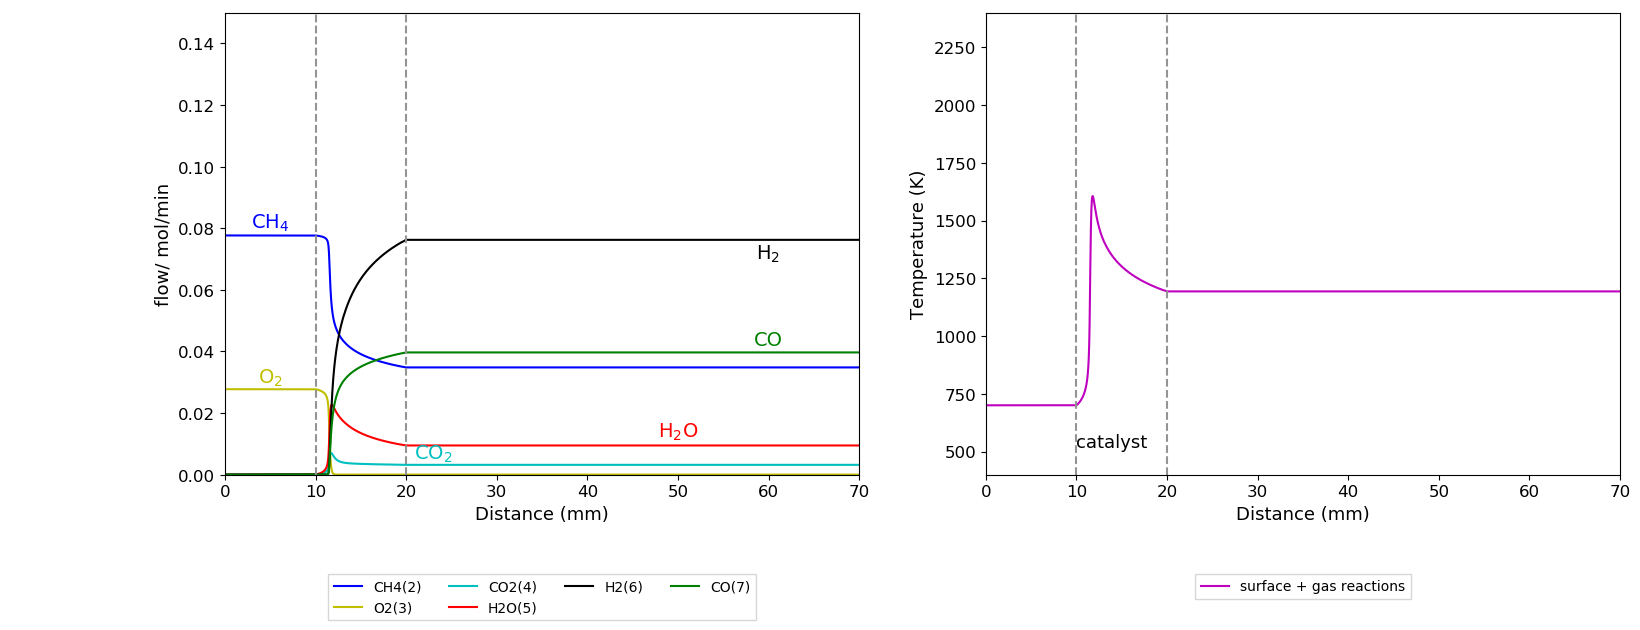 0.14
0.12
0.10
0.08
0.06
0.04
0.02
0.00
flow/ mol/min
CH₄
O₂
H₂
CO
H₂O
CO₂
0 10 20 30 40 50 60 70
Distance (mm)
CH4(2) CO2(4) H2(6) CO(7)
O2(3) H2O(5)
2250
2000
1750
1500
1250
1000
750
500
Temperature (K)
catalyst
0 10 20 30 40 50 60 70
Distance (mm)
surface + gas reactions